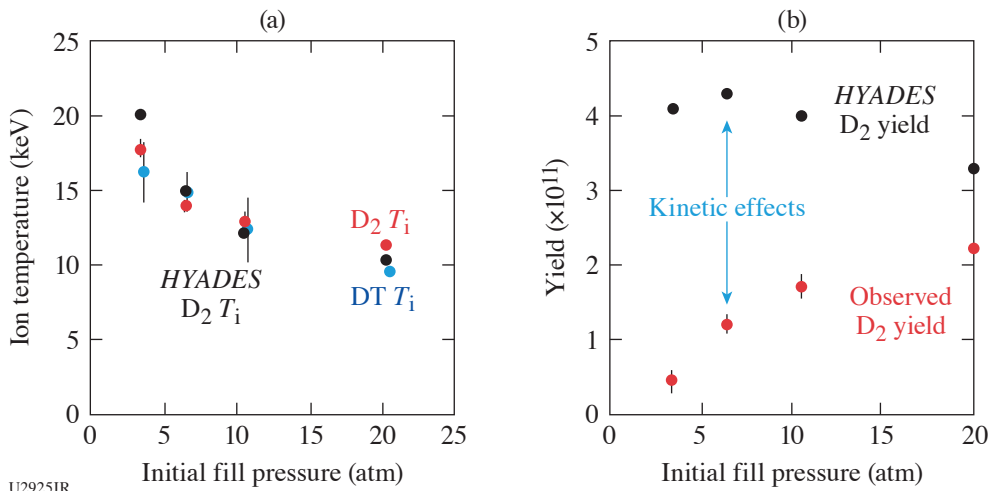 (a)
25
20
15
10
5
0
Ion temperature (keV)
D2 Ti
HYADES
D2 Ti
DT Ti
0 5 10 15 20 25
Initial fill pressure (atm)
(b)
5
4
3
2
1
0
Yield (×10^11)
HYADES
D2 yield
Kinetic effects
Observed
D2 yield
0 5 10 15 20
Initial fill pressure (atm)
U2925JR